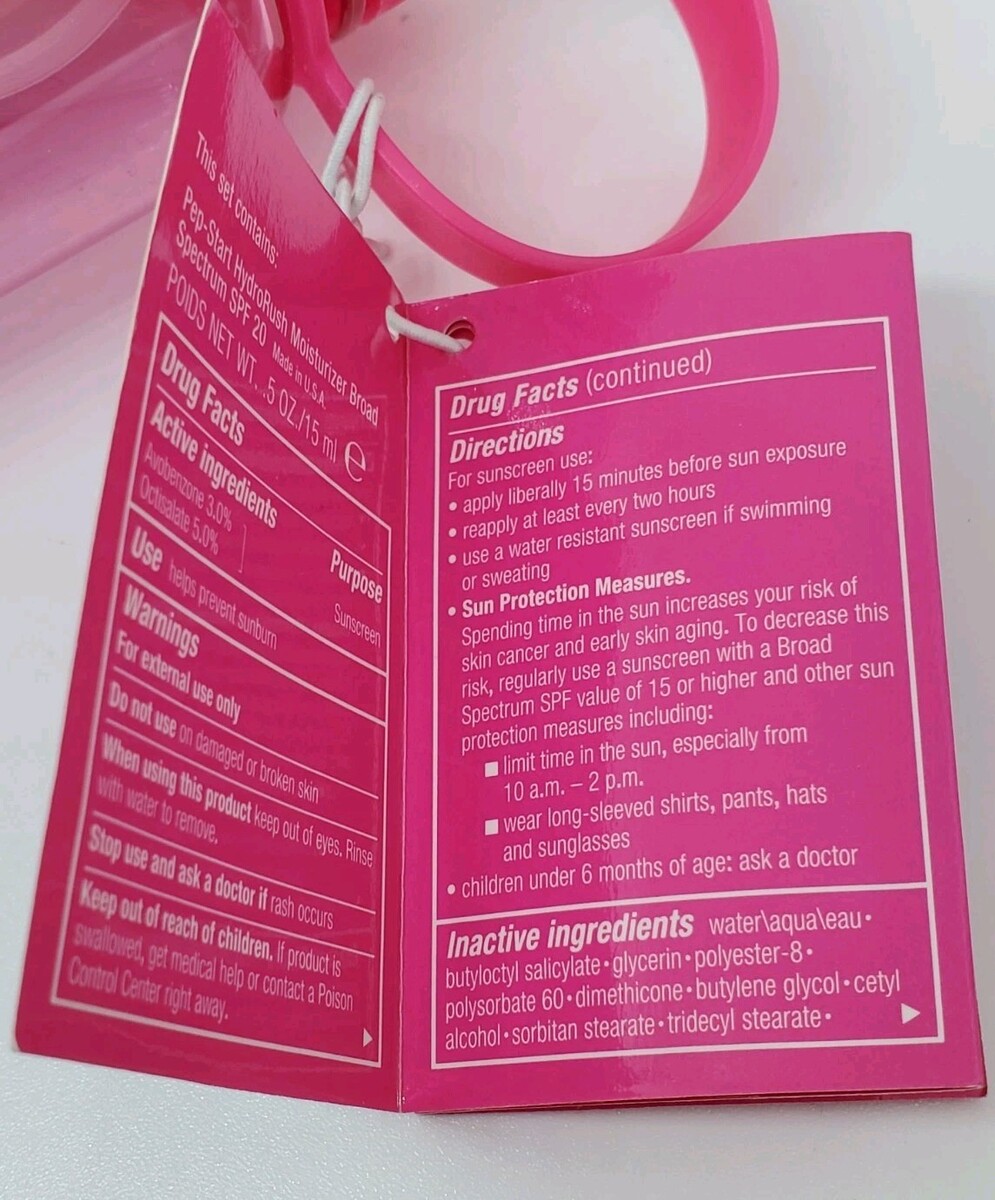 This set contains:
Pep-Start HydroRush Moisturizer Broad
Spectrum SPF 20 Made in U.S.A.
POIDS NET WT. .5 OZ./15 ml ℮
Drug Facts
Active ingredients Purpose
Avobenzone 3.0%
Octisalate 5.0% Sunscreen
Use helps prevent sunburn
Warnings
For external use only
Do not use on damaged or broken skin
When using this product keep out of eyes. Rinse
with water to remove.
Stop use and ask a doctor if rash occurs
Keep out of reach of children. If product is
swallowed, get medical help or contact a Poison
Control Center right away.
Drug Facts (continued)
Directions
For sunscreen use:
• apply liberally 15 minutes before sun exposure
• reapply at least every two hours
• use a water resistant sunscreen if swimming
or sweating
• Sun Protection Measures.
Spending time in the sun increases your risk of
skin cancer and early skin aging. To decrease this
risk, regularly use a sunscreen with a Broad
Spectrum SPF value of 15 or higher and other sun
protection measures including:
■ limit time in the sun, especially from
10 a.m. – 2 p.m.
■ wear long-sleeved shirts, pants, hats
and sunglasses
• children under 6 months of age: ask a doctor
Inactive ingredients water\aqua\eau•
butyloctyl salicylate•glycerin•polyester-8•
polysorbate 60•dimethicone•butylene glycol•cetyl
alcohol•sorbitan stearate•tridecyl stearate•